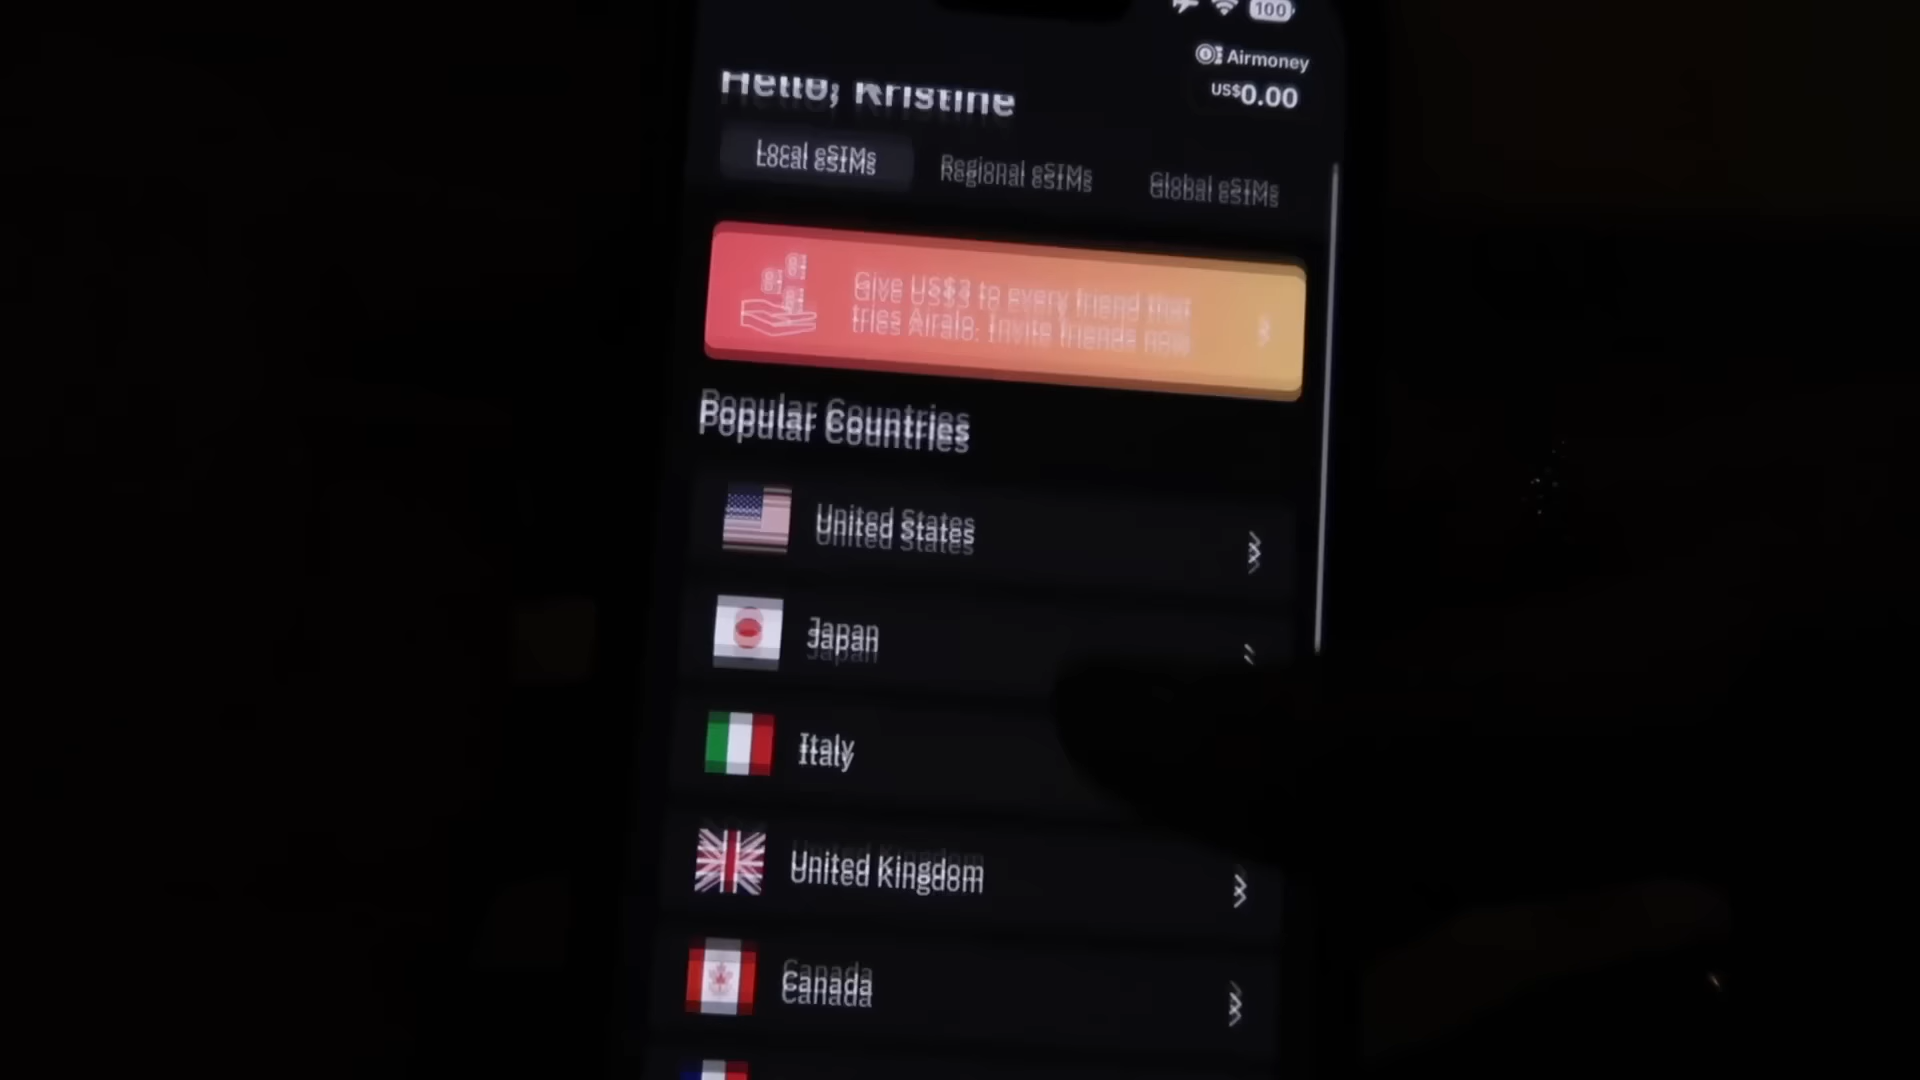 100
Airmoney
Hello, Kristine
US$0.00
Local eSIMs
Regional eSIMs
Global eSIMs
Give US$3 to every friend that
tries Airalo. Invite friends now
Popular Countries
United States
Japan
Italy
United Kingdom
Canada